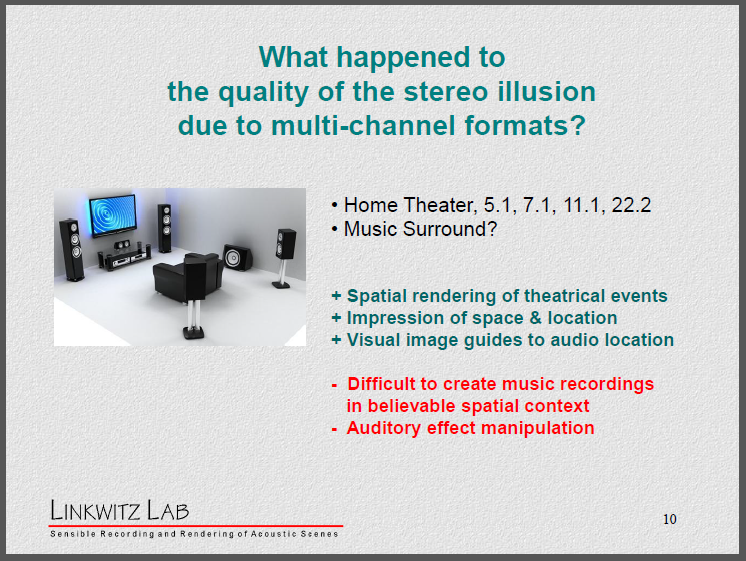 What happened to
the quality of the stereo illusion
due to multi-channel formats?
• Home Theater, 5.1, 7.1, 11.1, 22.2
• Music Surround?
+ Spatial rendering of theatrical events
+ Impression of space & location
+ Visual image guides to audio location
- Difficult to create music recordings
in believable spatial context
- Auditory effect manipulation
LINKWITZ LAB
Sensible Recording and Rendering of Acoustic Scenes
10